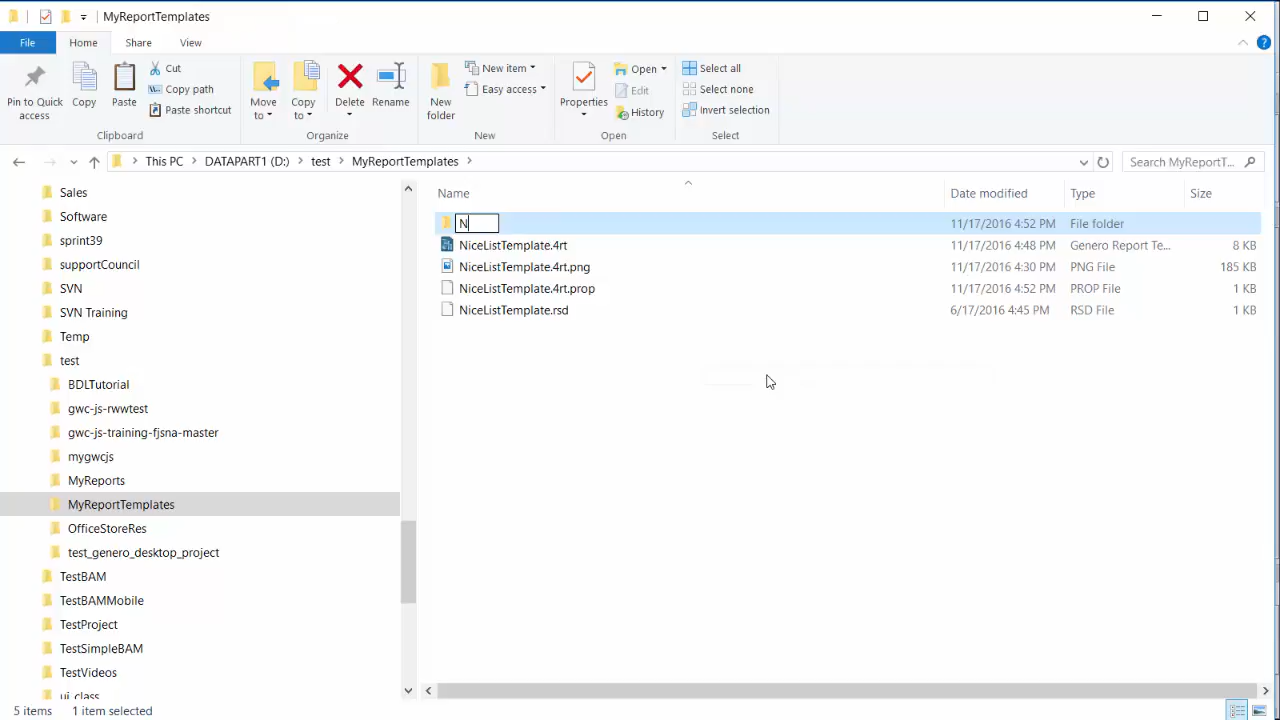 MyReportTemplates
File Home Share View
Pin to Quick access
Copy
Paste
Cut
Copy path
Paste shortcut
Clipboard
Move to
Copy to
Delete
Rename
Organize
New folder
New item
Easy access
New
Properties
Open
Edit
History
Open
Select all
Select none
Invert selection
Select
This PC DATAPART1 (D:) test MyReportTemplates
Search MyReportT...
Sales
Software
sprint39
supportCouncil
SVN
SVN Training
Temp
test
BDLTutorial
gwc-js-rwwtest
gwc-js-training-fjsna-master
mygwcjs
MyReports
MyReportTemplates
OfficeStoreRes
test_genero_desktop_project
TestBAM
TestBAMMobile
TestProject
TestSimpleBAM
TestVideos
ui_class
Name Date modified Type Size
N 11/17/2016 4:52 PM File folder
NiceListTemplate.4rt 11/17/2016 4:48 PM Genero Report Te... 8 KB
NiceListTemplate.4rt.png 11/17/2016 4:30 PM PNG File 185 KB
NiceListTemplate.4rt.prop 11/17/2016 4:52 PM PROP File 1 KB
NiceListTemplate.rsd 6/17/2016 4:45 PM RSD File 1 KB
5 items 1 item selected